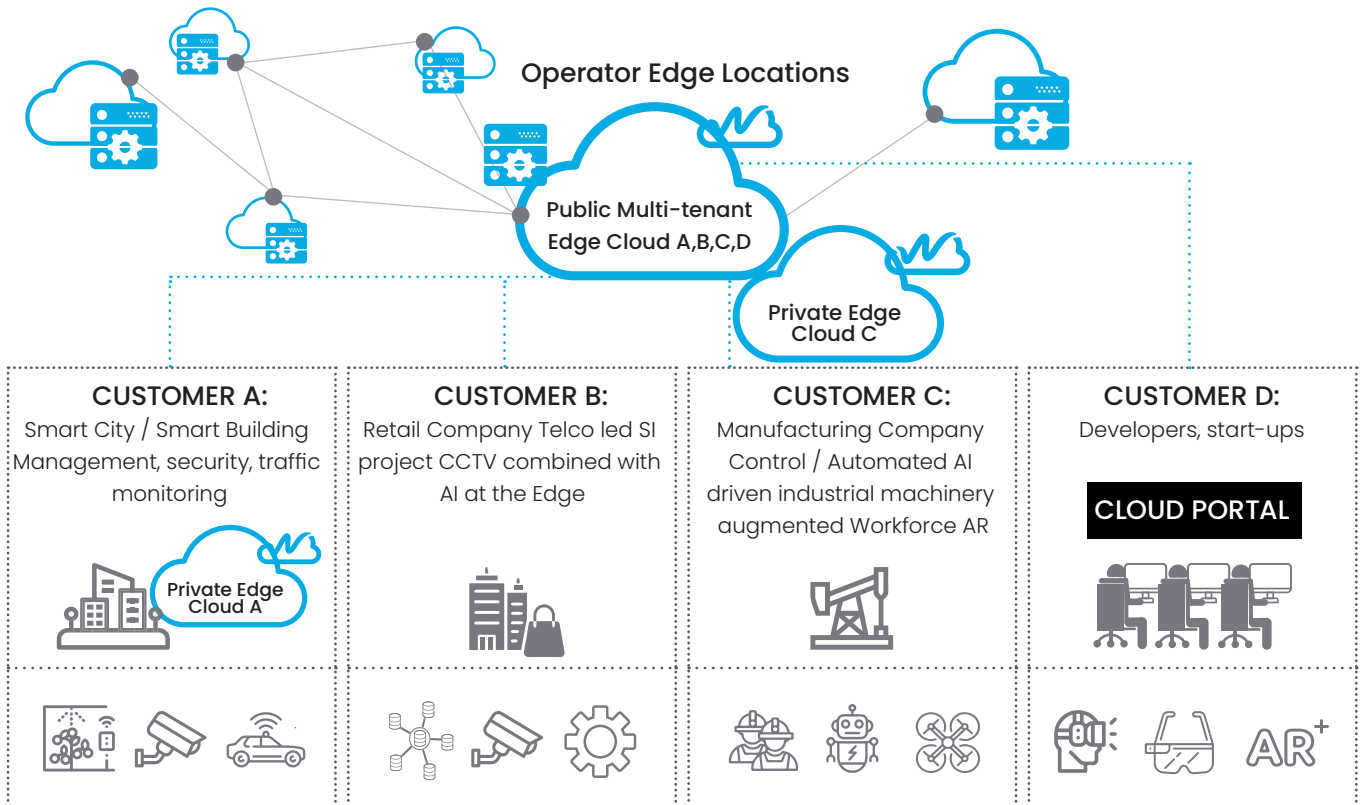 Operator Edge Locations
Public Multi-tenant
Edge Cloud A,B,C,D
Private Edge
Cloud C
CUSTOMER A:
Smart City / Smart Building
Management, security, traffic
monitoring
Private Edge
Cloud A
CUSTOMER B:
Retail Company Telco led SI
project CCTV combined with
AI at the Edge
CUSTOMER C:
Manufacturing Company
Control / Automated AI
driven industrial machinery
augmented Workforce AR
CUSTOMER D:
Developers, start-ups
CLOUD PORTAL
AR+